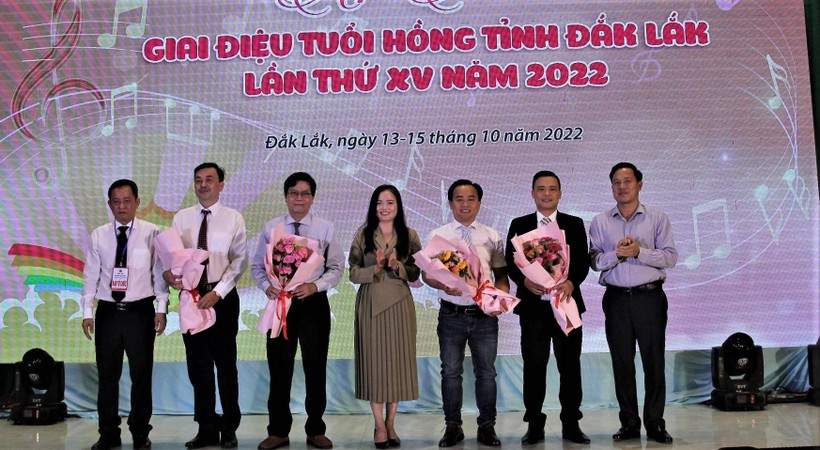 GIAI ĐIỆU TUỔI HỒNG TỈNH ĐẮK LẮK
LẦN THỨ XV NĂM 2022
Đắk Lắk, ngày 13-15 tháng 10 năm 2022